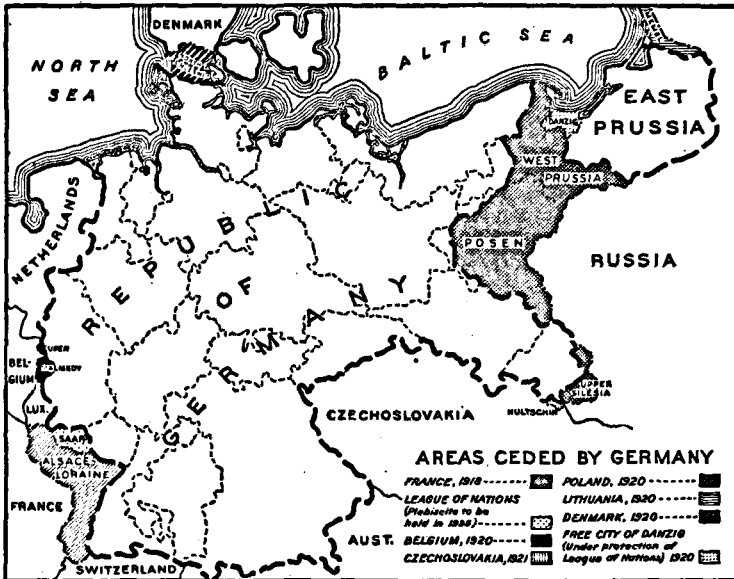 DENMARK
NORTH
SEA
BALTIC SEA
EAST
PRUSSIA
DANZIG
WEST
PRUSSIA
NETHERLANDS
POSEN
RUSSIA
REPUBLIC
OF
GERMANY
EUPEN
MALMEDY
BEL-
GIUM
LUX.
SAAR
ALSACE
LORAINE
FRANCE
CZECHOSLOVAKIA
UPPER
SILESIA
HULTSCHIN
AUST.
SWITZERLAND
AREAS CEDED BY GERMANY
FRANCE, 1918
LEAGUE OF NATIONS
(Plebiscite to be
held in 1935)
BELGIUM, 1920
CZECHOSLOVAKIA, 1921
POLAND, 1920
LITHUANIA, 1920
DENMARK, 1920
FREE CITY OF DANZIG
(Under protection of
League of Nations) 1920